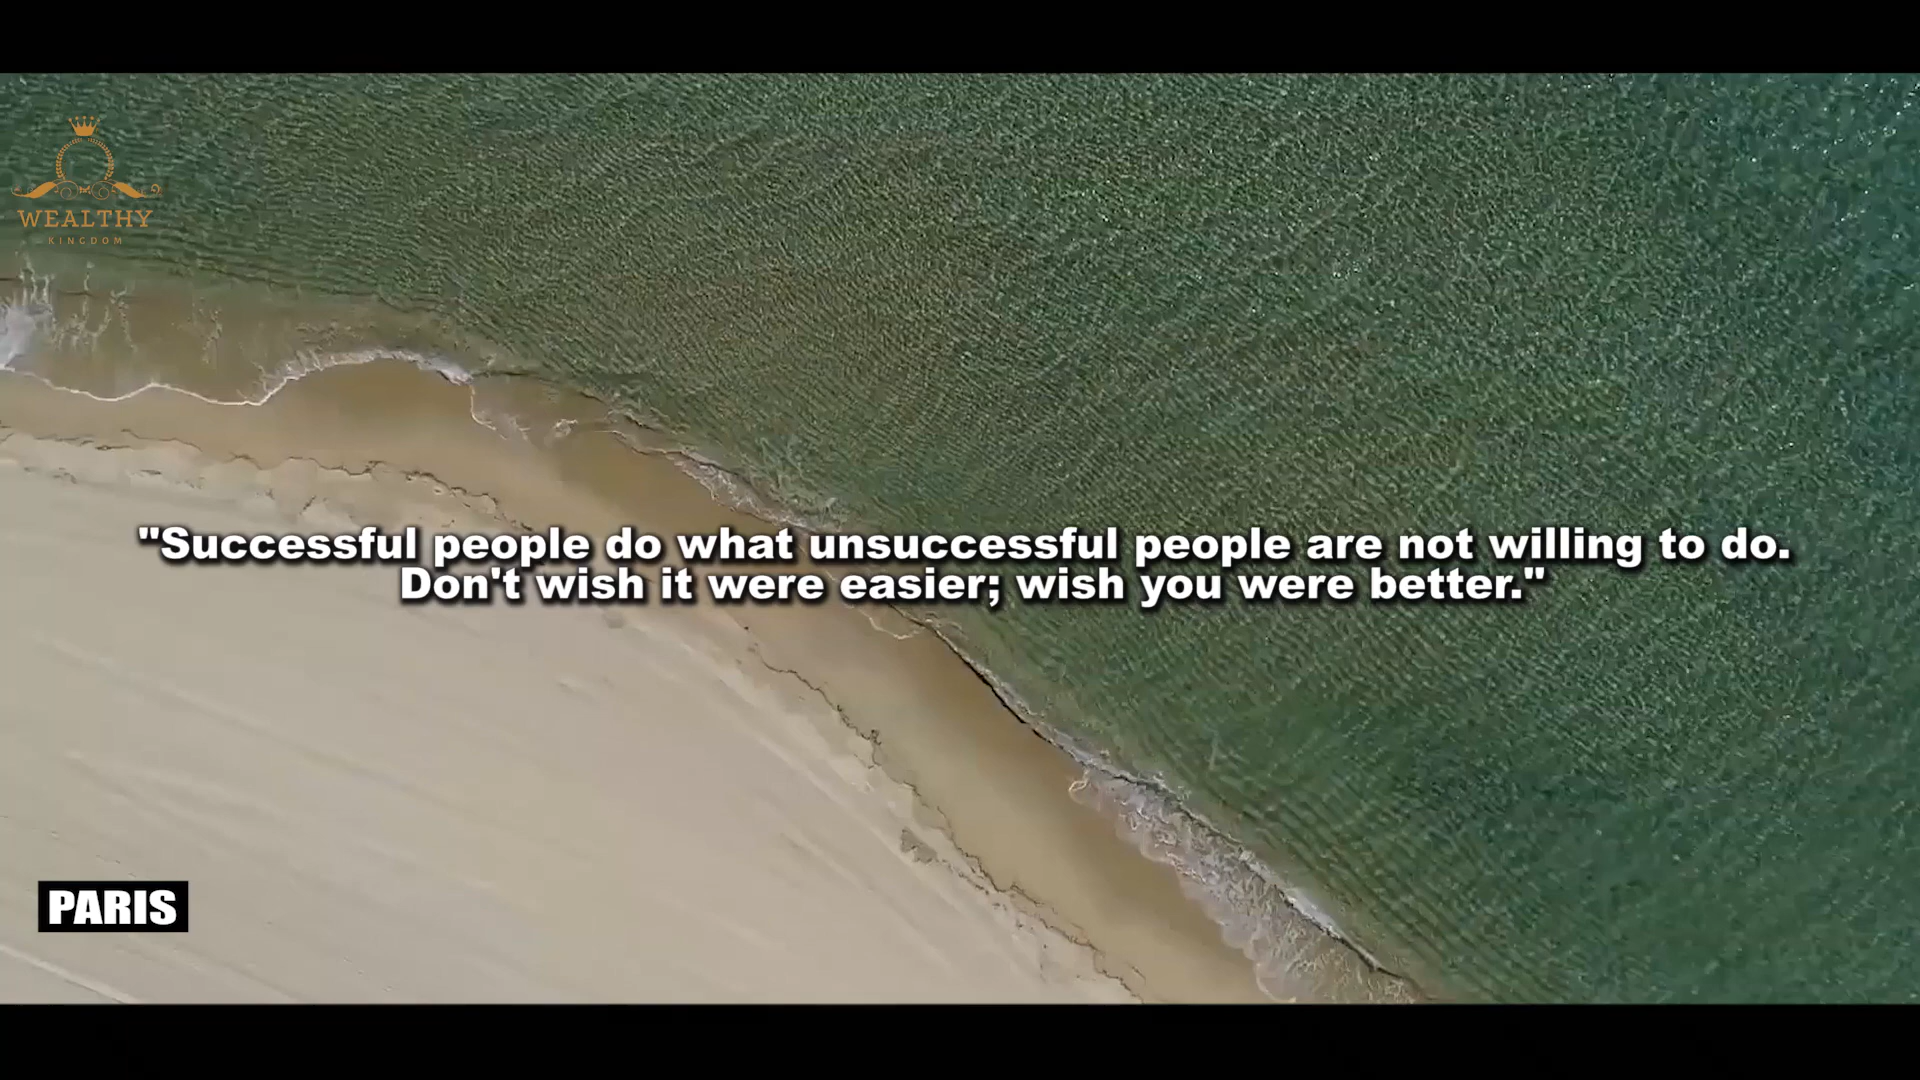 WEALTHY
KINGDOM
"Successful people do what unsuccessful people are not willing to do.
Don't wish it were easier; wish you were better."
PARIS